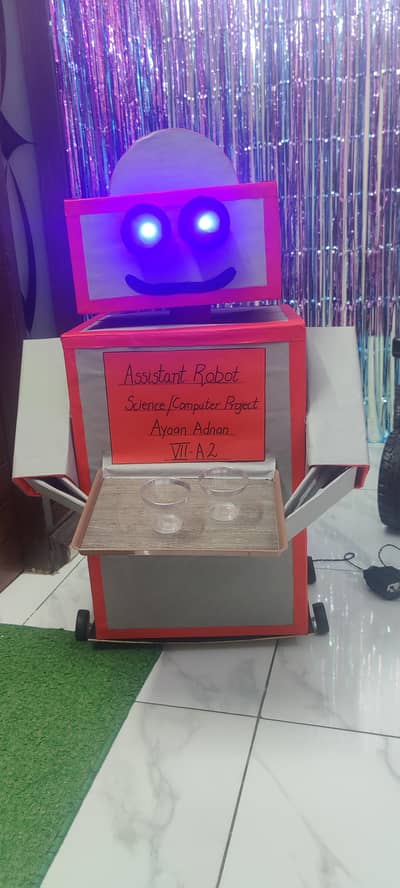 Assistant Robot
Science/Computer Project
Ayaan Adnan
VII-A2